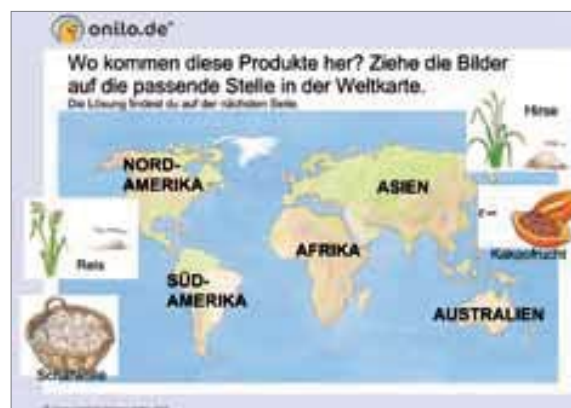 onilo.de
Wo kommen diese Produkte her? Ziehe die Bilder
auf die passende Stelle in der Weltkarte.
Die Lösung findest du auf der nächsten Seite.
Hirse
NORD-
AMERIKA
ASIEN
Kakaofrucht
AFRIKA
Reis
SÜD-
AMERIKA
AUSTRALIEN
Schafwolle